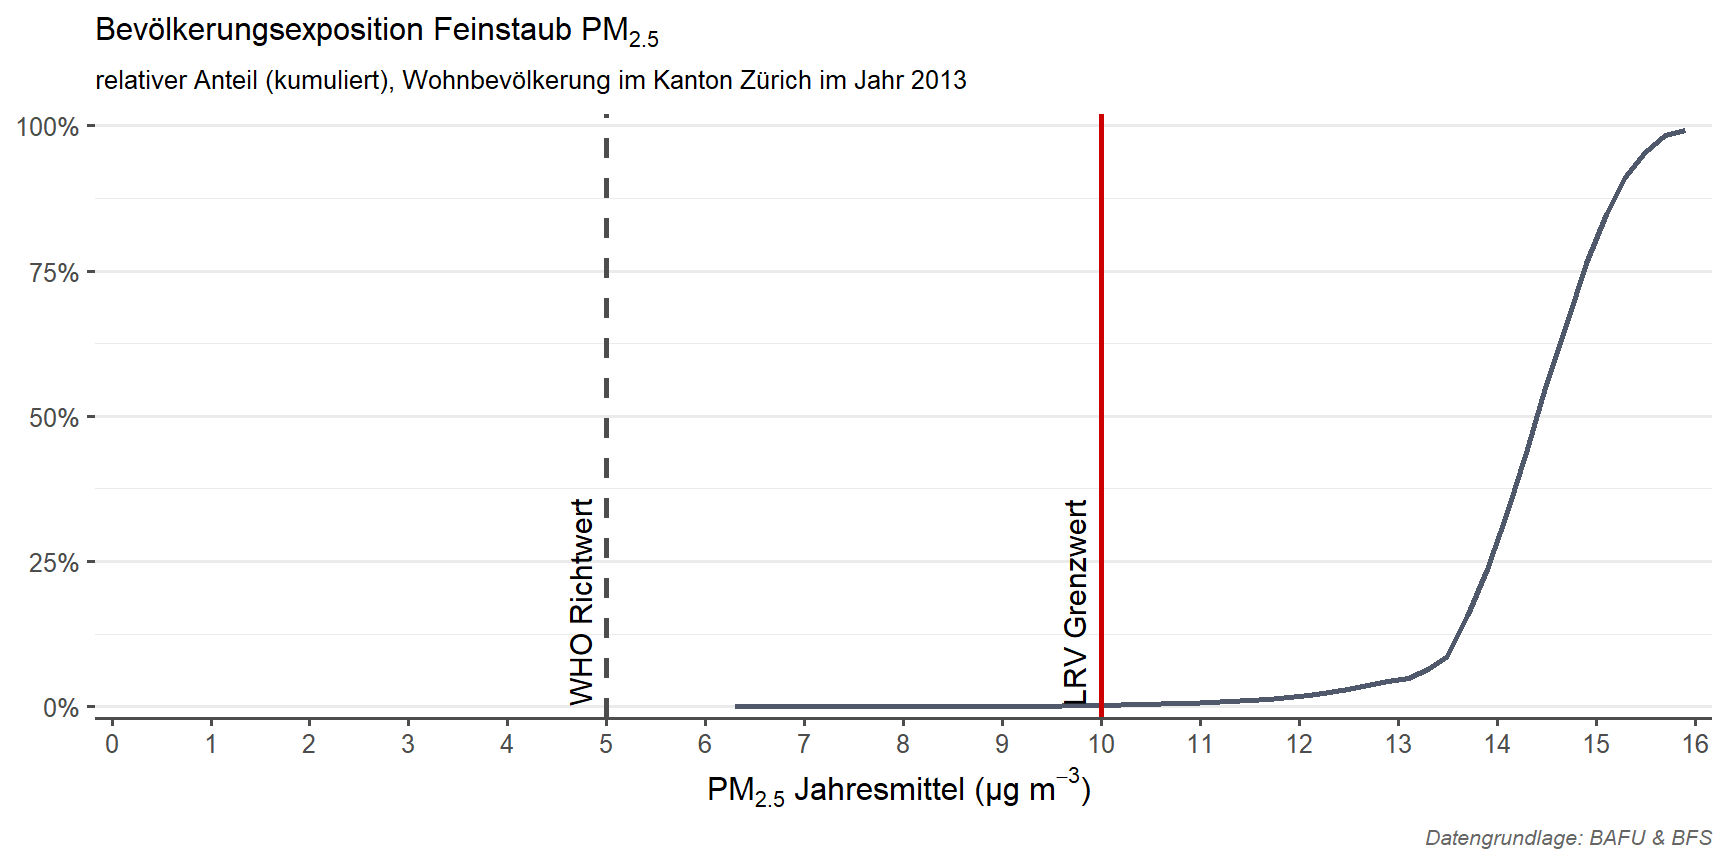 Bevölkerungsexposition Feinstaub PM₂.₅
relativer Anteil (kumuliert), Wohnbevölkerung im Kanton Zürich im Jahr 2013
100%
75%
50%
25%
0%
WHO Richtwert
LRV Grenzwert
0 1 2 3 4 5 6 7 8 9 10 11 12 13 14 15 16
PM₂.₅ Jahresmittel (µg m⁻³)
Datengrundlage: BAFU & BFS